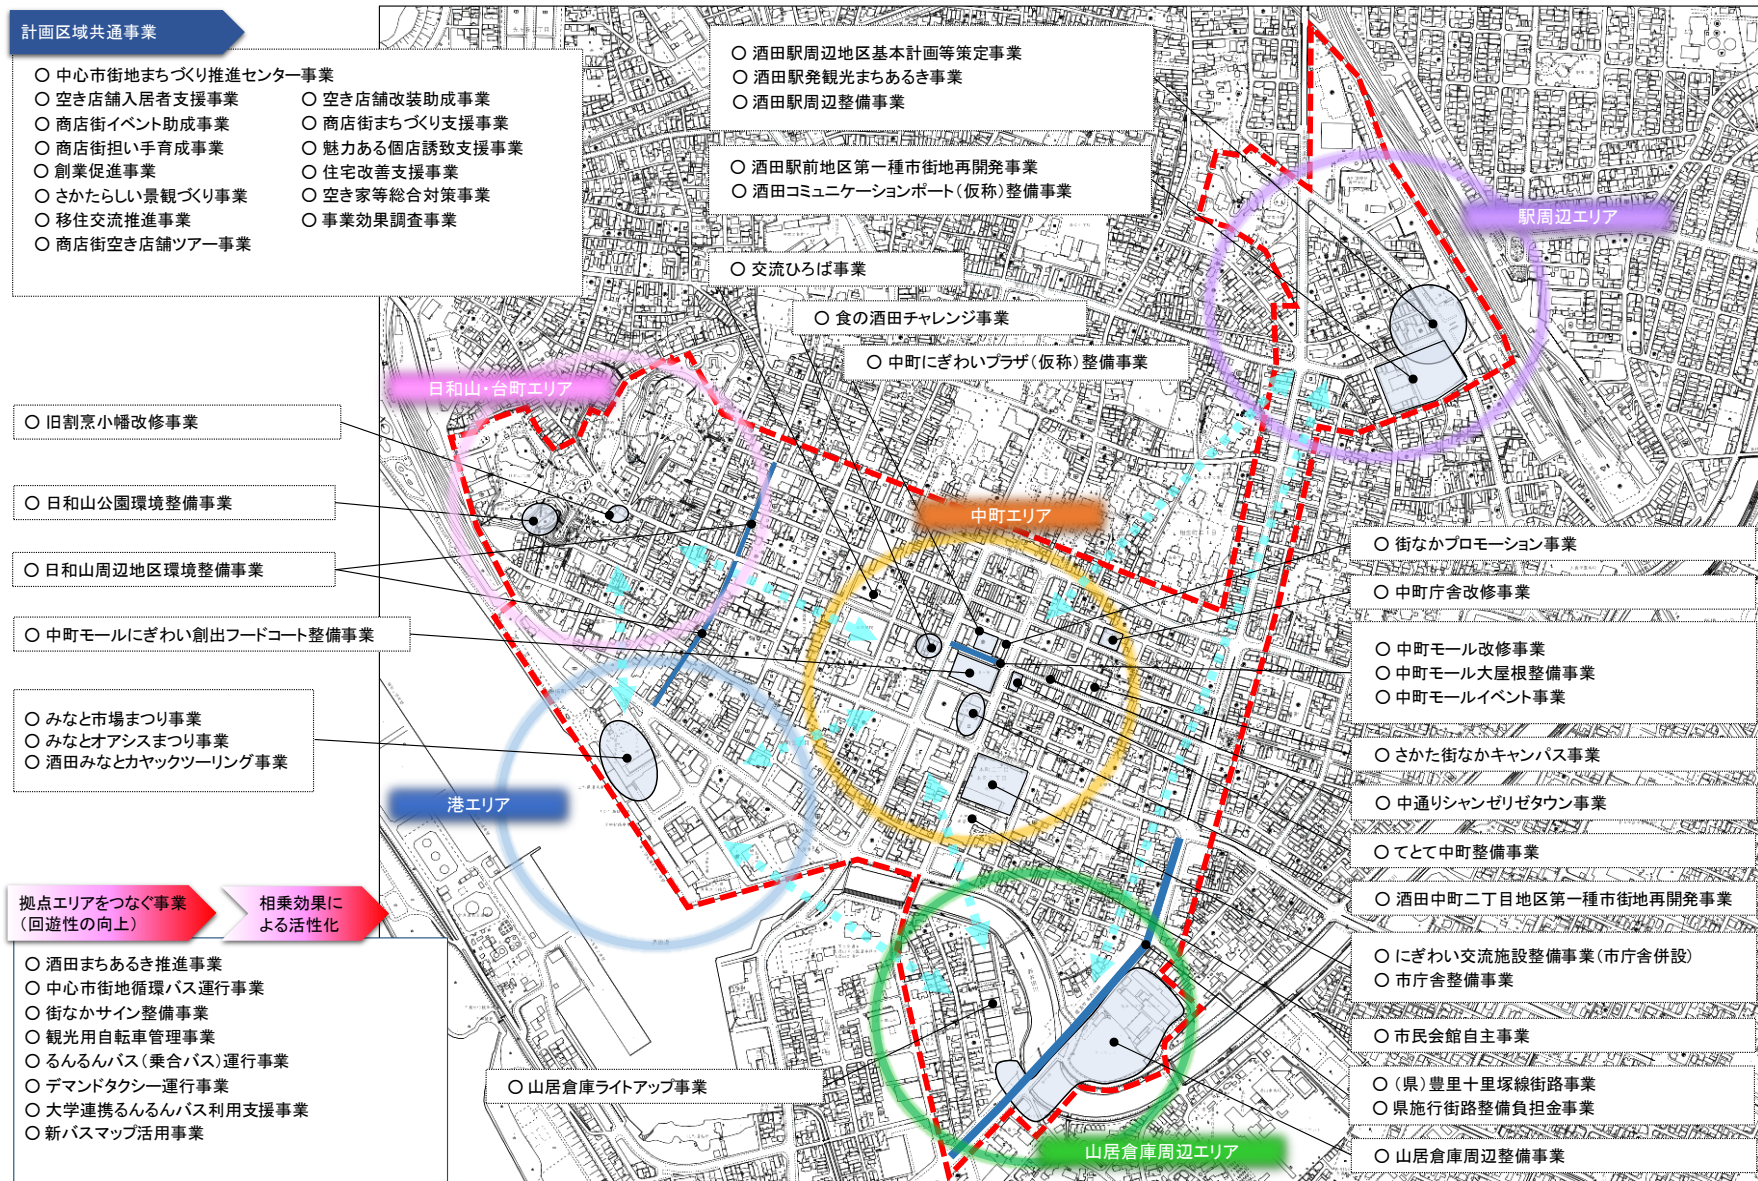 計画区域共通事業
○ 中心市街地まちづくり推進センター事業
○ 空き店舗入居者支援事業
○ 商店街イベント助成事業
○ 商店街担い手育成事業
○ 創業促進事業
○ さかたらしい景観づくり事業
○ 移住交流推進事業
○ 商店街空き店舗ツアー事業
○ 空き店舗改装助成事業
○ 商店街まちづくり支援事業
○ 魅力ある個店誘致支援事業
○ 住宅改善支援事業
○ 空き家等総合対策事業
○ 事業効果調査事業
○ 酒田駅周辺地区基本計画等策定事業
○ 酒田駅発観光まちあるき事業
○ 酒田駅周辺整備事業
○ 酒田駅前地区第一種市街地再開発事業
○ 酒田コミュニケーションポート(仮称)整備事業
駅周辺エリア
○ 交流ひろば事業
○ 食の酒田チャレンジ事業
○ 中町にぎわいプラザ(仮称)整備事業
日和山・台町エリア
○ 旧割烹小幡改修事業
○ 日和山公園環境整備事業
○ 日和山周辺地区環境整備事業
○ 中町モールにぎわい創出フードコート整備事業
○ みなと市場まつり事業
○ みなとオアシスまつり事業
○ 酒田みなとカヤックツーリング事業
港エリア
中町エリア
○ 街なかプロモーション事業
○ 中町庁舎改修事業
○ 中町モール改修事業
○ 中町モール大屋根整備事業
○ 中町モールイベント事業
○ さかた街なかキャンパス事業
○ 中通りシャンゼリゼタウン事業
○ てとて中町整備事業
○ 酒田中町二丁目地区第一種市街地再開発事業
○ にぎわい交流施設整備事業(市庁舎併設)
○ 市庁舎整備事業
○ 市民会館自主事業
○ (県)豊里十里塚線街路事業
○ 県施行街路整備負担金事業
○ 山居倉庫周辺整備事業
山居倉庫周辺エリア
○ 山居倉庫ライトアップ事業
拠点エリアをつなぐ事業
(回遊性の向上)
相乗効果に
よる活性化
○ 酒田まちあるき推進事業
○ 中心市街地循環バス運行事業
○ 街なかサイン整備事業
○ 観光用自転車管理事業
○ るんるんバス(乗合バス)運行事業
○ デマンドタクシー運行事業
○ 大学連携るんるんバス利用支援事業
○ 新バスマップ活用事業